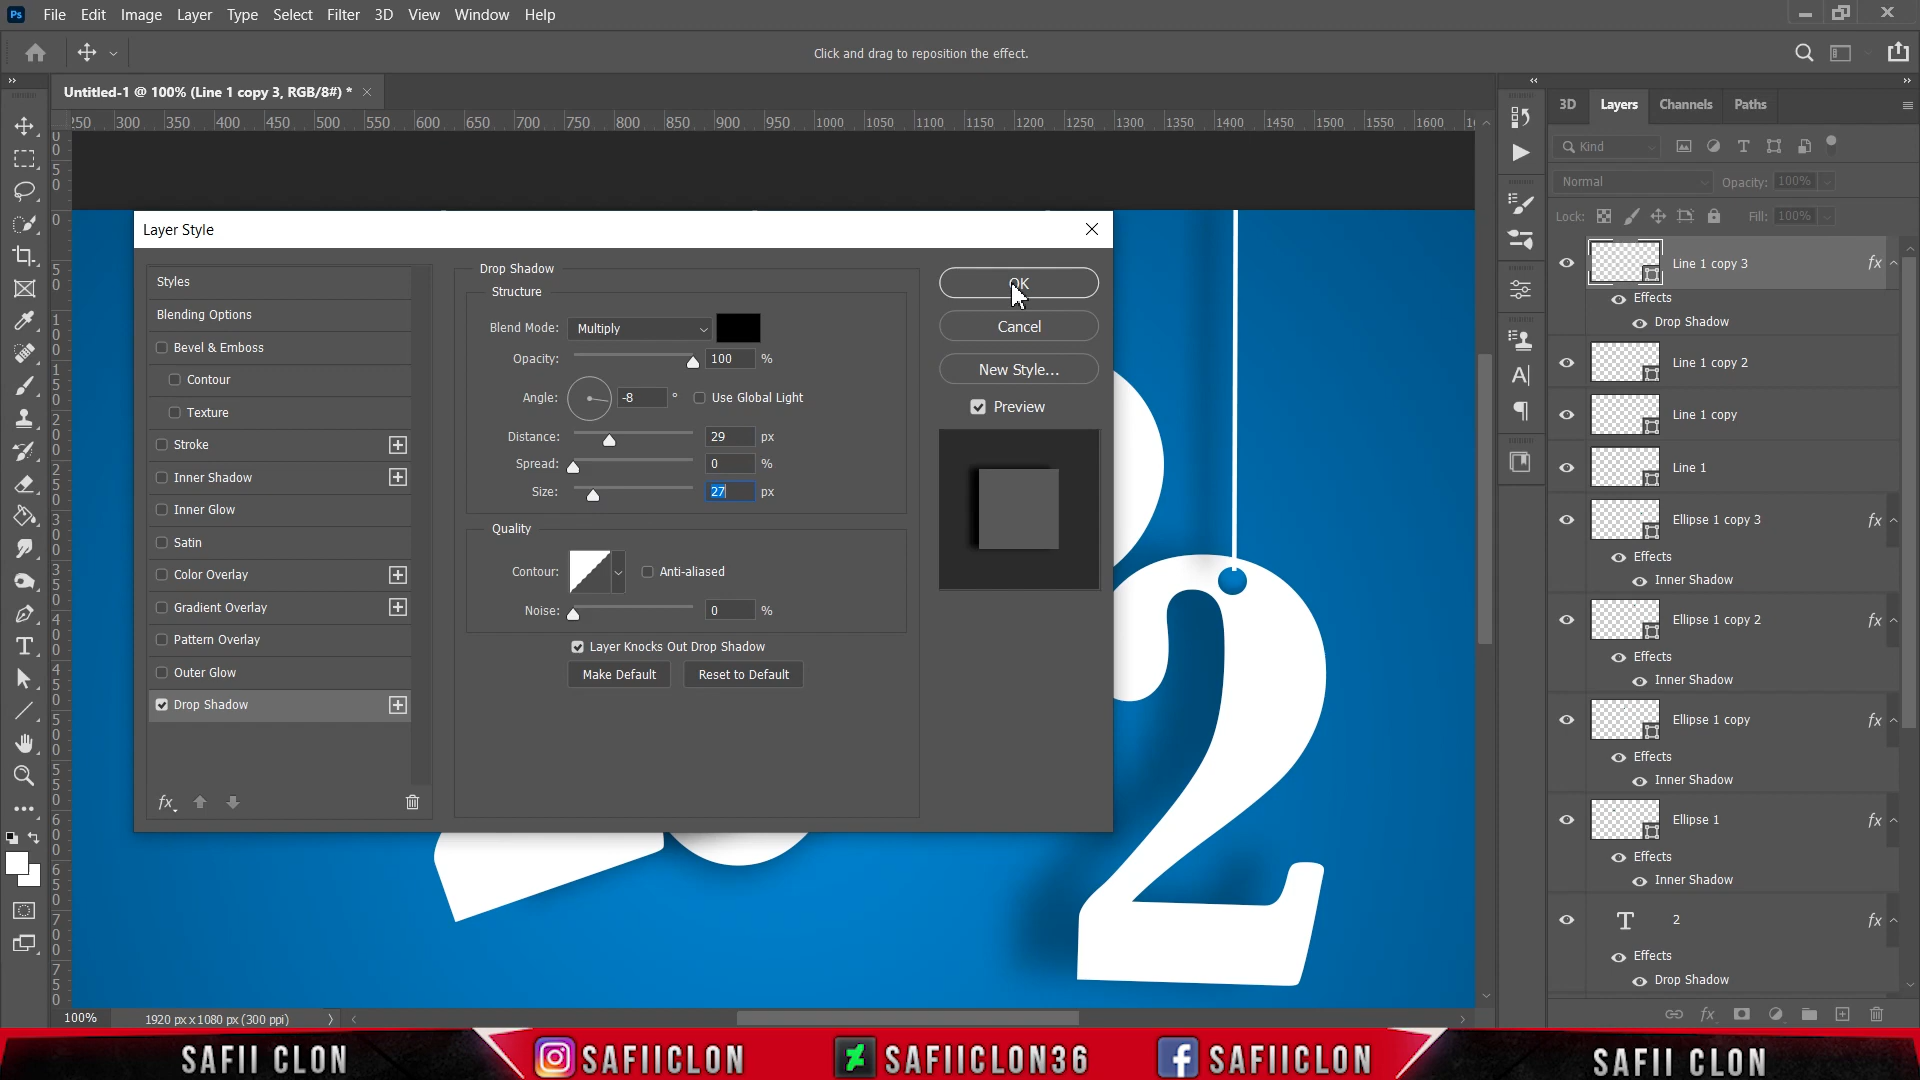 Ps File Edit Image Layer Type Select Filter 3D View Window Help
Click and drag to reposition the effect.
Untitled-1 @ 100% (Line 1 copy 3, RGB/8#) *
250 300 350 400 450 500 550 600 650 700 750 800 850 900 950 1000 1050 1100 1150 1200 1250 1300 1350 1400 1450 1500 1550 1600
3D Layers Channels Paths
Kind
Normal Opacity: 100%
Lock: Fill: 100%
Line 1 copy 3 fx
Effects
Drop Shadow
Line 1 copy 2
Line 1 copy
Line 1
Ellipse 1 copy 3 fx
Effects
Inner Shadow
Ellipse 1 copy 2 fx
Effects
Inner Shadow
Ellipse 1 copy fx
Effects
Inner Shadow
Ellipse 1 fx
Effects
Inner Shadow
T 2 fx
Effects
Drop Shadow
Layer Style
Styles
Blending Options
Bevel & Emboss
Contour
Texture
Stroke
Inner Shadow
Inner Glow
Satin
Color Overlay
Gradient Overlay
Pattern Overlay
Outer Glow
Drop Shadow
fx
Drop Shadow
Structure
Blend Mode: Multiply
Opacity: 100 %
Angle: -8 ° Use Global Light
Distance: 29 px
Spread: 0 %
Size: 27 px
Quality
Contour: Anti-aliased
Noise: 0 %
Layer Knocks Out Drop Shadow
Make Default Reset to Default
OK
Cancel
New Style...
Preview
2
100% 1920 px x 1080 px (300 ppi)
SAFII CLON SAFIICLON SAFIICLON36 SAFIICLON SAFII CLON